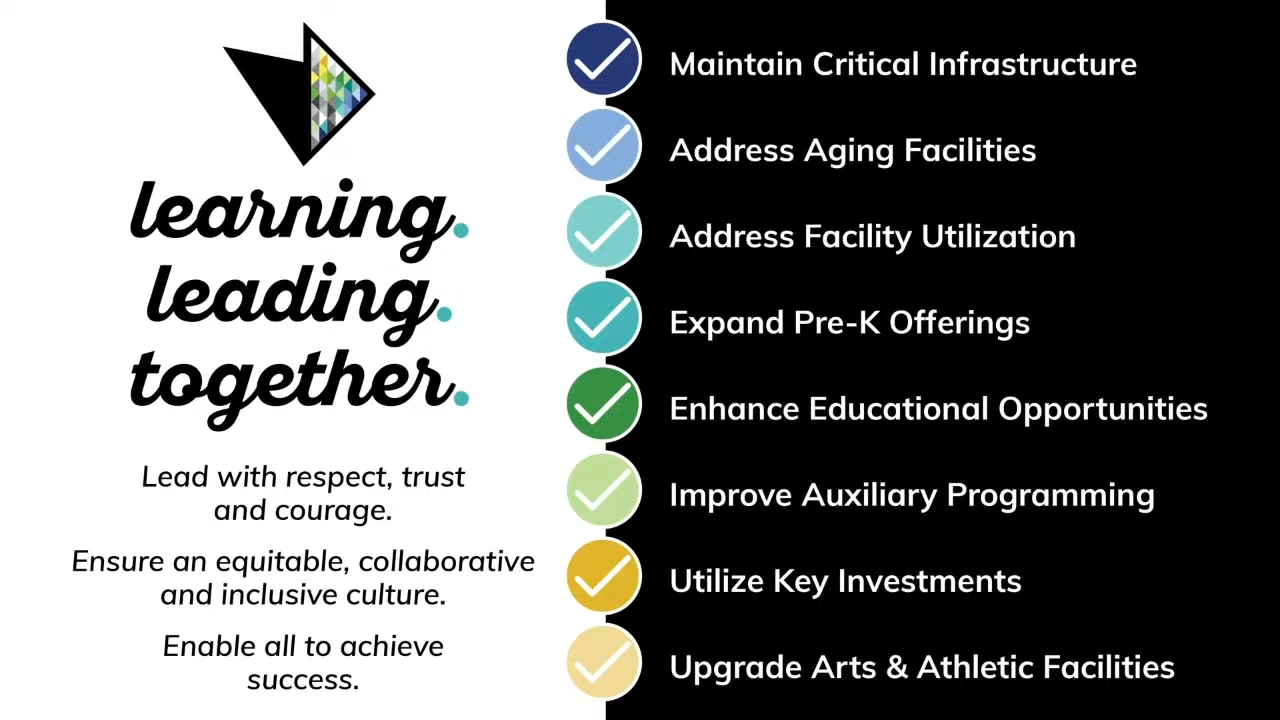 learning.
leading.
together.
Lead with respect, trust
and courage.
Ensure an equitable, collaborative
and inclusive culture.
Enable all to achieve
success.
Maintain Critical Infrastructure
Address Aging Facilities
Address Facility Utilization
Expand Pre-K Offerings
Enhance Educational Opportunities
Improve Auxiliary Programming
Utilize Key Investments
Upgrade Arts & Athletic Facilities